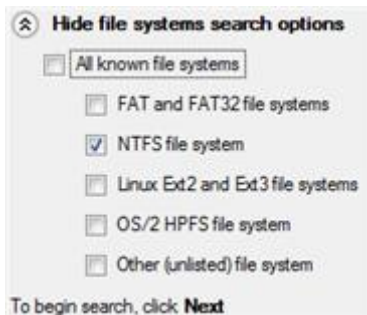 Hide file systems search options
All known file systems
FAT and FAT32 file systems
NTFS file system
Linux Ext2 and Ext3 file systems
OS/2 HPFS file system
Other (unlisted) file system
To begin search, click Next